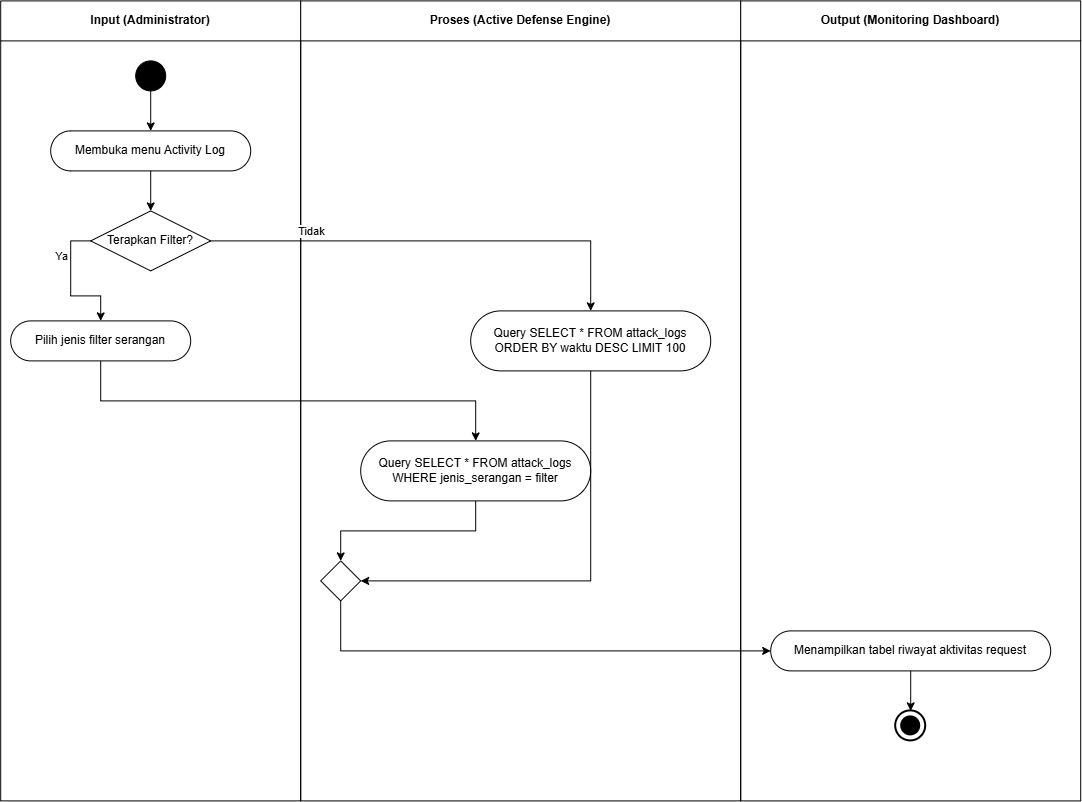 Input (Administrator)
Proses (Active Defense Engine)
Output (Monitoring Dashboard)
Membuka menu Activity Log
Terapkan Filter?
Tidak
Ya
Pilih jenis filter serangan
Query SELECT * FROM attack_logs
ORDER BY waktu DESC LIMIT 100
Query SELECT * FROM attack_logs
WHERE jenis_serangan = filter
Menampilkan tabel riwayat aktivitas request